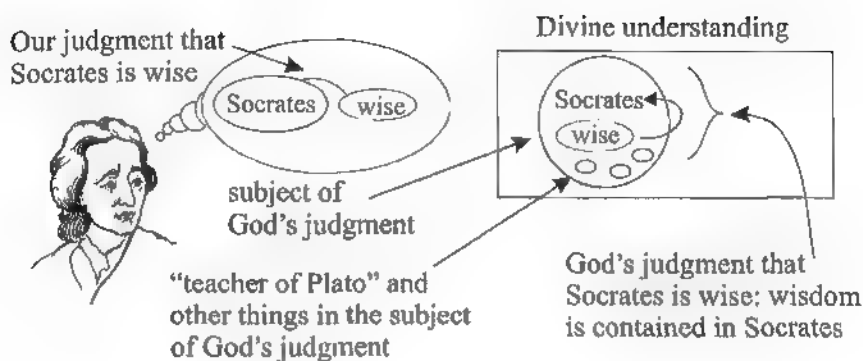 Our judgment that
Socrates is wise
Socrates
wise
Divine understanding
Socrates
wise
subject of
God's judgment
"teacher of Plato" and
other things in the subject
of God's judgment
God's judgment that
Socrates is wise: wisdom
is contained in Socrates